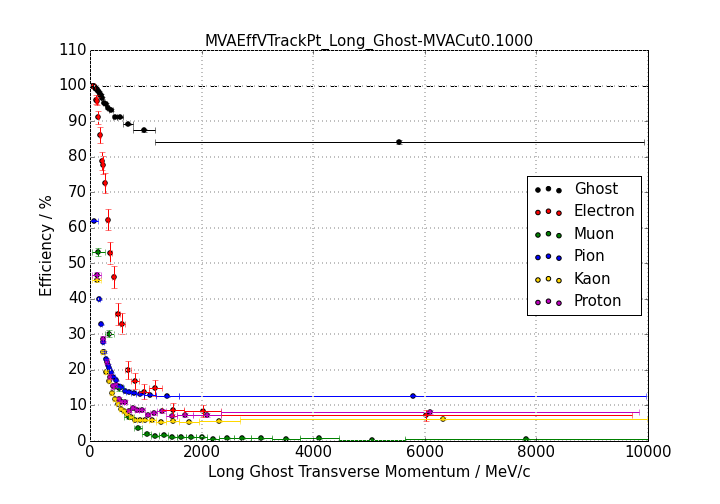 MVAEffVTrackPt_Long_Ghost-MVACut0.1000
110
100
90
80
70
60
50
40
30
20
10
0
Efficiency / %
Ghost
Electron
Muon
Pion
Kaon
Proton
0 2000 4000 6000 8000 10000
Long Ghost Transverse Momentum / MeV/c